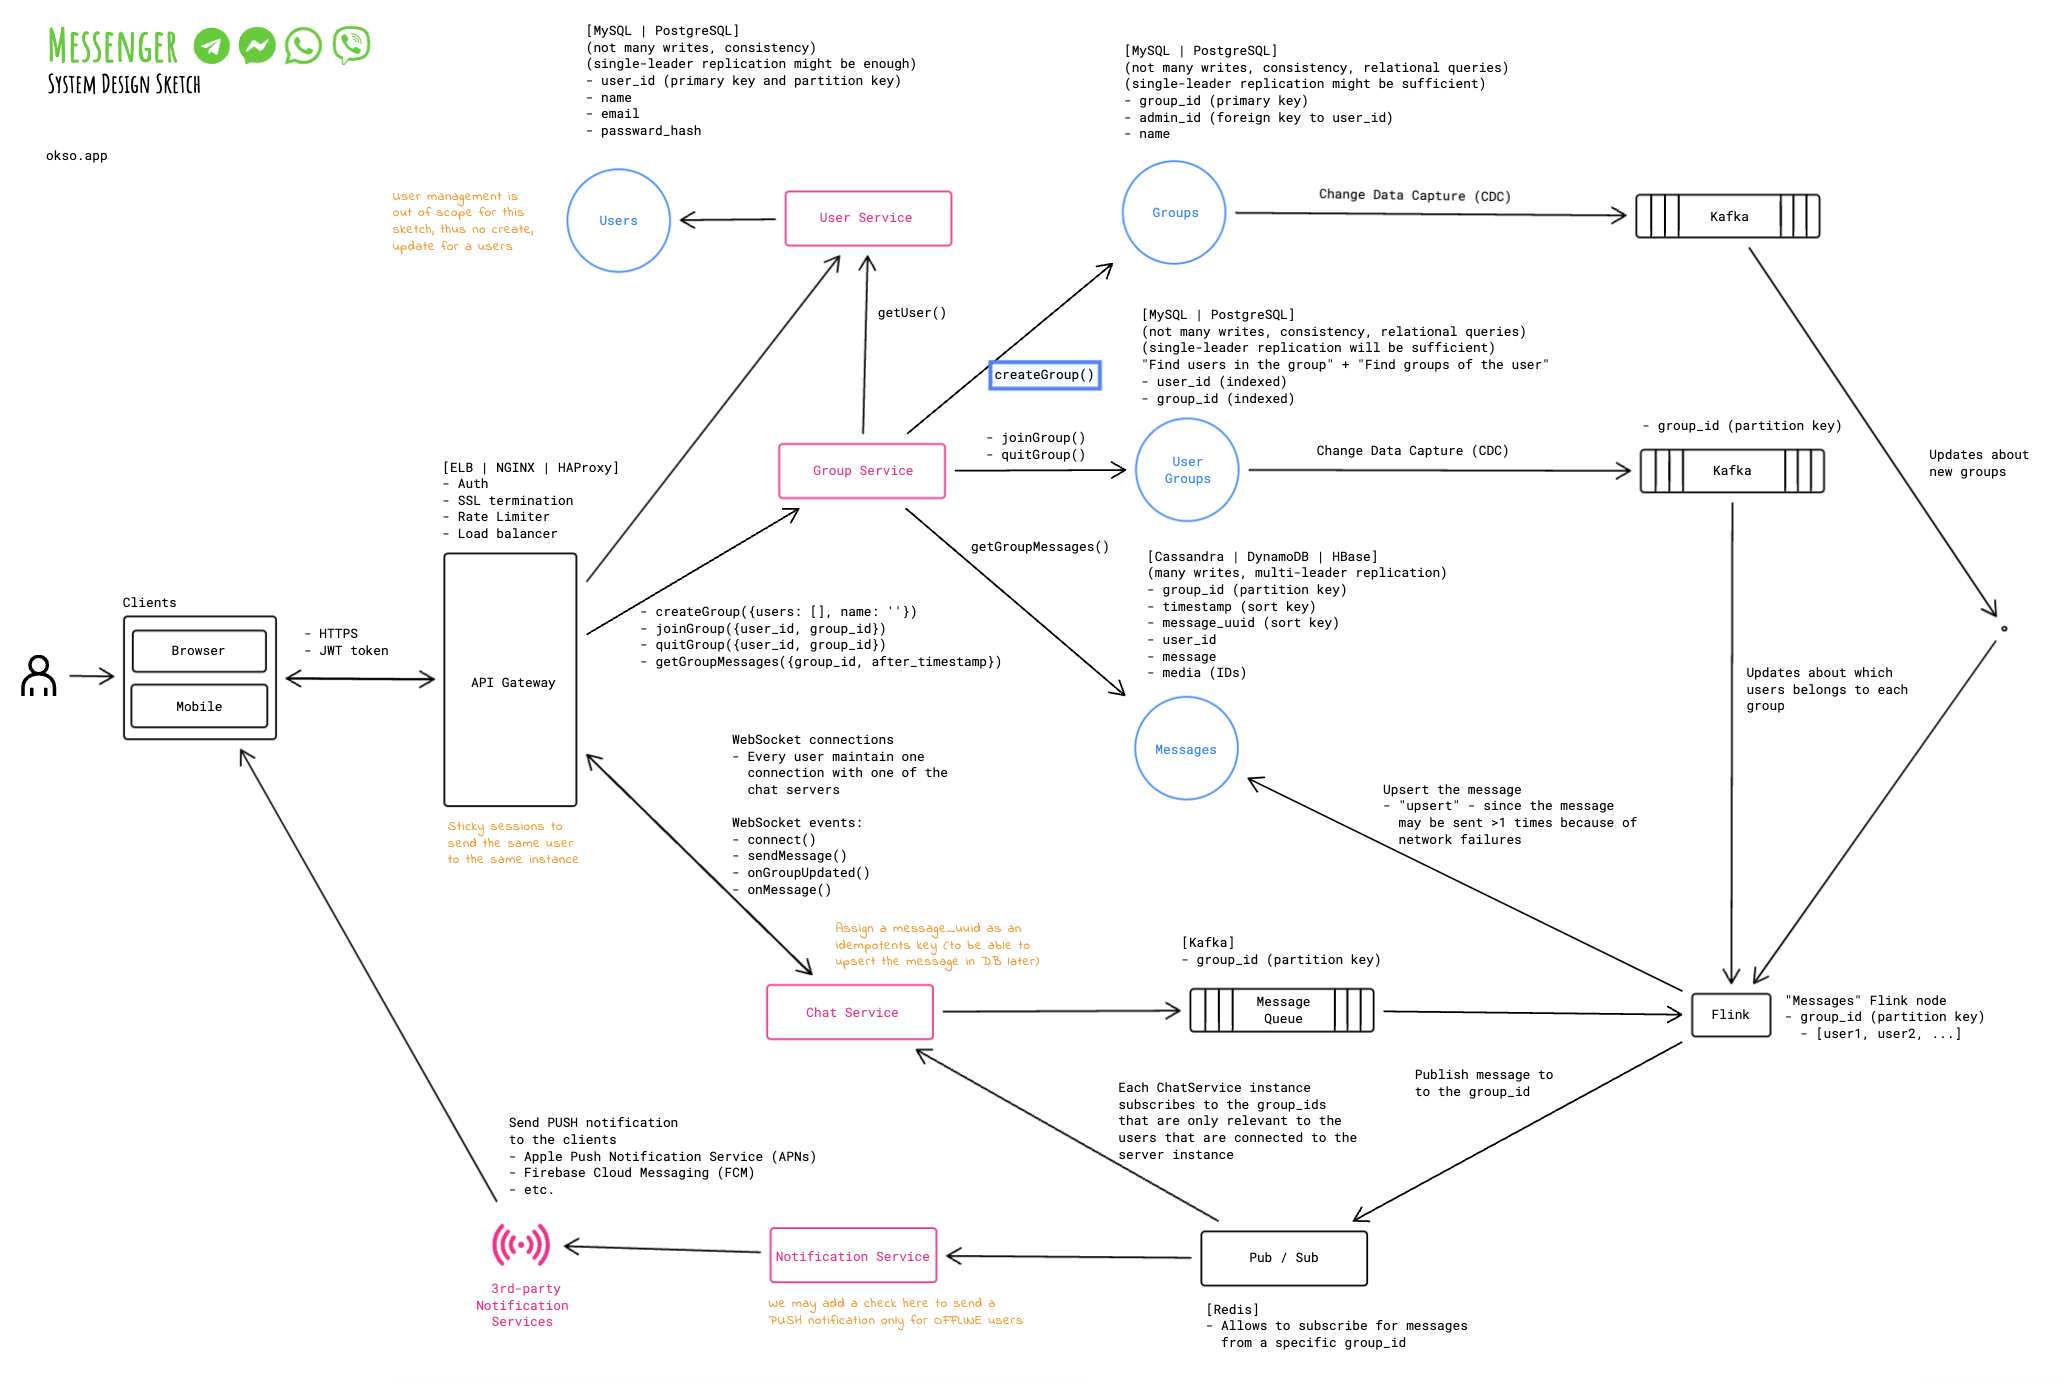 MESSENGER
SYSTEM DESIGN SKETCH
okso.app
[MySQL | PostgreSQL]
(not many writes, consistency)
(single-leader replication might be enough)
- user_id (primary key and partition key)
- name
- email
- passward_hash
[MySQL | PostgreSQL]
(not many writes, consistency, relational queries)
(single-leader replication might be sufficient)
- group_id (primary key)
- admin_id (foreign key to user_id)
- name
User management is
out of scope for this
sketch, thus no create,
update for a users
Users
User Service
Groups
Change Data Capture (CDC)
Kafka
getUser()
createGroup()
[MySQL | PostgreSQL]
(not many writes, consistency, relational queries)
(single-leader replication will be sufficient)
"Find users in the group" + "Find groups of the user"
- user_id (indexed)
- group_id (indexed)
Group Service
- joinGroup()
- quitGroup()
User
Groups
Change Data Capture (CDC)
- group_id (partition key)
Kafka
Updates about
new groups
[ELB | NGINX | HAProxy]
- Auth
- SSL termination
- Rate Limiter
- Load balancer
getGroupMessages()
[Cassandra | DynamoDB | HBase]
(many writes, multi-leader replication)
- group_id (partition key)
- timestamp (sort key)
- message_uuid (sort key)
- user_id
- message
- media (IDs)
Clients
Browser
Mobile
- HTTPS
- JWT token
API Gateway
- createGroup({users: [], name: ''})
- joinGroup({user_id, group_id})
- quitGroup({user_id, group_id})
- getGroupMessages({group_id, after_timestamp})
Messages
Updates about which
users belongs to each
group
WebSocket connections
- Every user maintain one
connection with one of the
chat servers
WebSocket events:
- connect()
- sendMessage()
- onGroupUpdated()
- onMessage()
Upsert the message
- "upsert" - since the message
may be sent >1 times because of
network failures
Sticky sessions to
send the same user
to the same instance
Assign a message_uuid as an
idempotents key (to be able to
upsert the message in DB later)
[Kafka]
- group_id (partition key)
Chat Service
Message
Queue
Flink
"Messages" Flink node
- group_id (partition key)
- [user1, user2, ...]
Each ChatService instance
subscribes to the group_ids
that are only relevant to the
users that are connected to the
server instance
Publish message to
to the group_id
Send PUSH notification
to the clients
- Apple Push Notification Service (APNs)
- Firebase Cloud Messaging (FCM)
- etc.
3rd-party
Notification
Services
Notification Service
We may add a check here to send a
PUSH notification only for OFFLINE users
Pub / Sub
[Redis]
- Allows to subscribe for messages
from a specific group_id